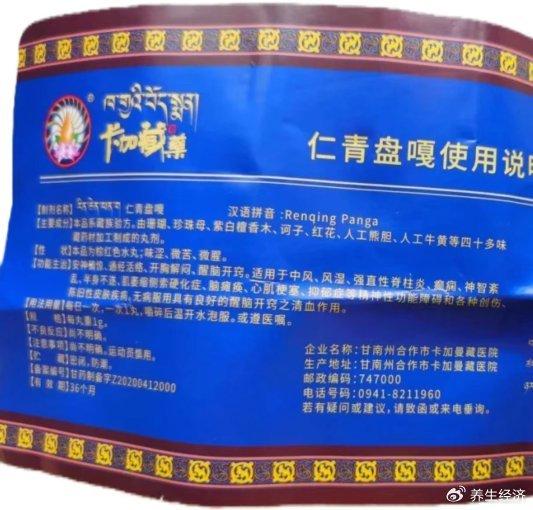 ཁ་གྱའི་བོད་སྨན།
®
卡加藏藥
仁青盘嘎使用说明
【制剂名称】 仁青盘嘎 汉语拼音:Renqing Panga
【主要成分】本品系藏族验方。由珊瑚、珍珠母、紫白檀香木、诃子、红花、人工熊胆、人工牛黄等四十多味
藏药材加工制成的丸剂。
【性 状】本品为棕红色水丸；味涩、微苦、微腥。
【功能主治】安神镇惊、通经活络、开胸解闷、醒脑开窍。适用于中风、风湿、强直性脊柱炎、癫痫、神智紊
乱、半身不遂、肌萎缩侧索硬化症、脑瘫痪、心肌梗塞、抑郁症等精神性功能障碍和各种创伤、
陈旧性皮肤疾病，无病服用具有良好的醒脑开窍之清血作用。
【用法用量】每日一次，一次1丸，嚼碎后温开水泡服。或遵医嘱。
【规 格】每丸重1g。
【不良反应】尚不明确。
【注意事项】尚不明确。运动员慎用。
【贮 藏】密闭，防潮。
【备案编号】甘药制备字Z20200412000
【有 效 期】36个月
企业名称：甘南州合作市卡加曼藏医院
生产地址：甘南州合作市卡加曼藏医院
邮政编码：747000
电话号码：0941-8211960
若有疑问或建议，请致函或来电垂询。
养生经济